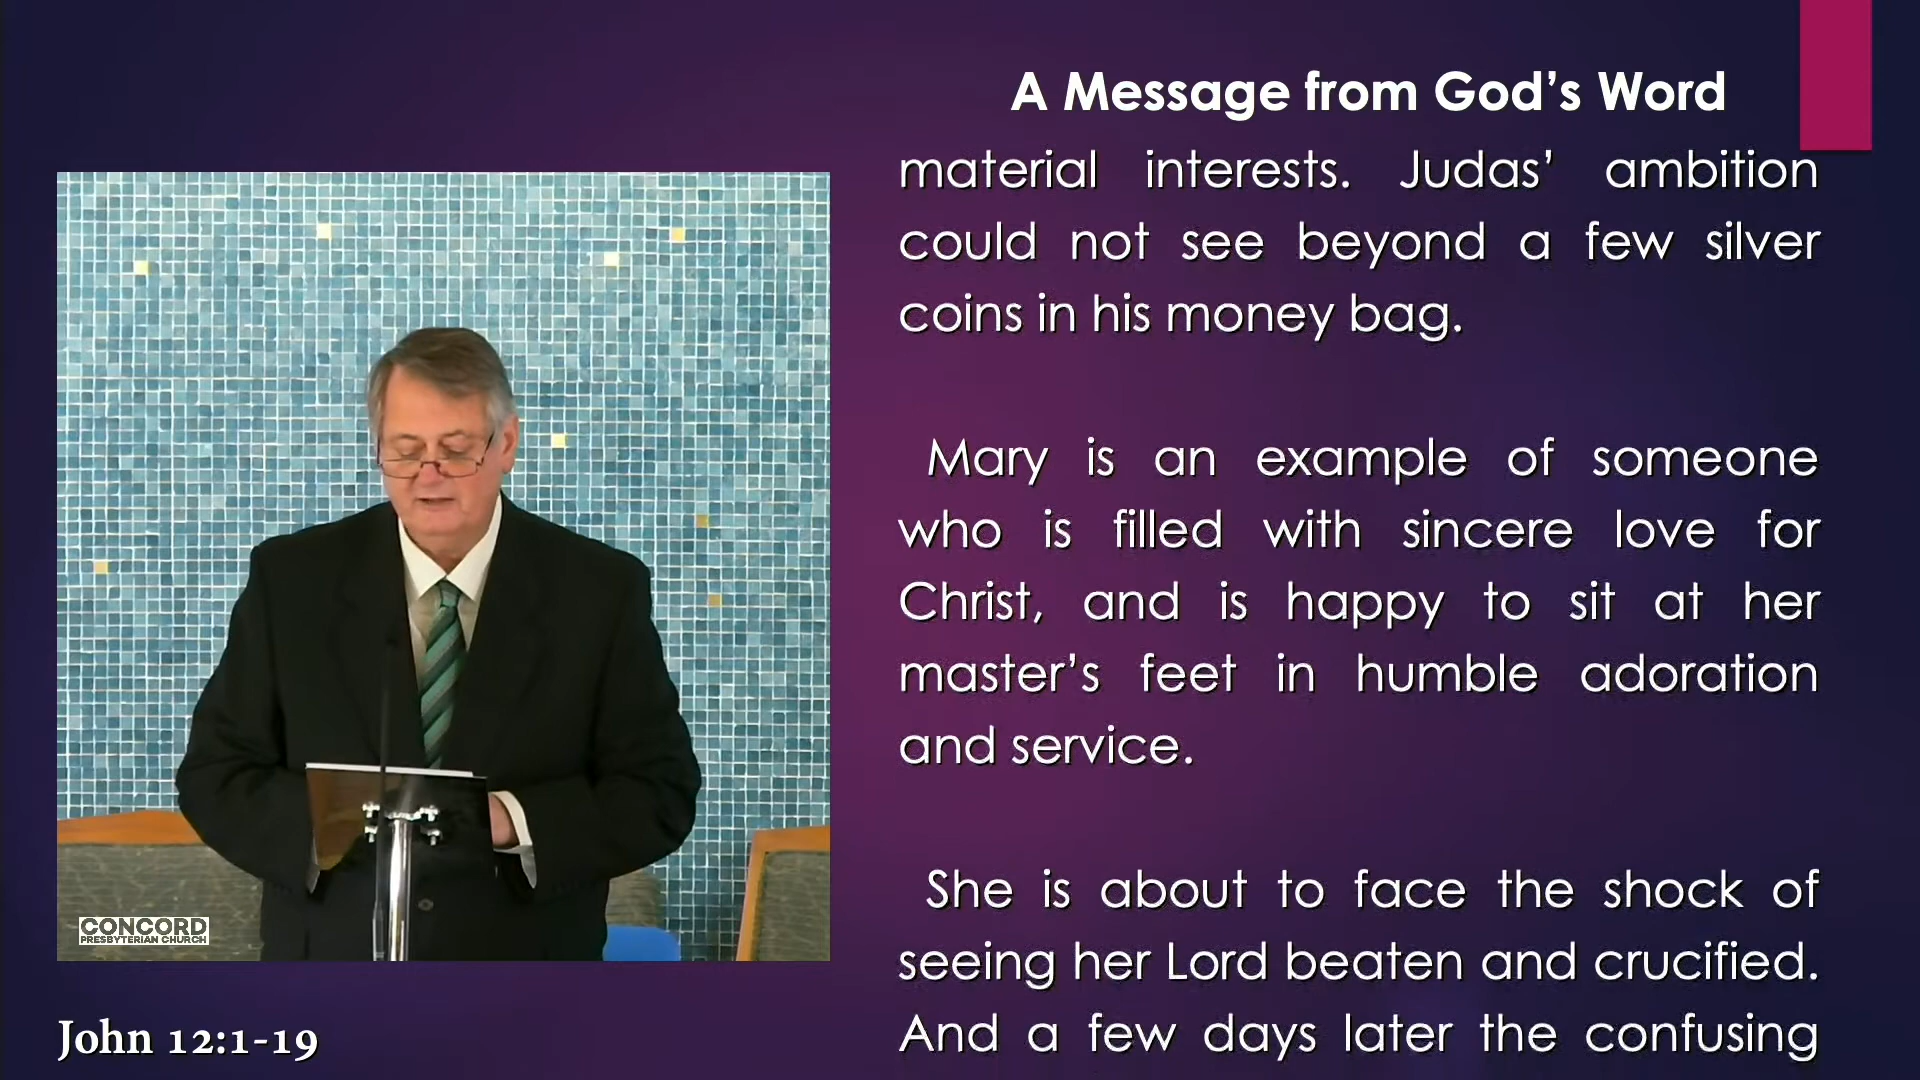 A Message from God’s Word
material interests. Judas’ ambition
could not see beyond a few silver
coins in his money bag.
Mary is an example of someone
who is filled with sincere love for
Christ, and is happy to sit at her
master’s feet in humble adoration
and service.
She is about to face the shock of
seeing her Lord beaten and crucified.
And a few days later the confusing
CONCORD
PRESBYTERIAN CHURCH
John 12:1-19